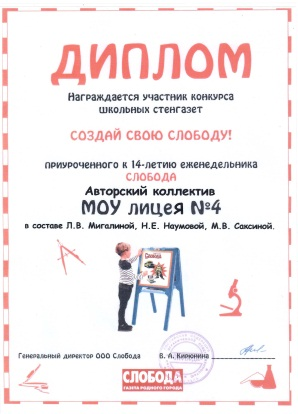 ДИПЛОМ
Награждается участник конкурса
школьных стенгазет
СОЗДАЙ СВОЮ СЛОБОДУ!
приуроченного к 14-летию еженедельника
СЛОБОДА
Авторский коллектив
МОУ лицея №4
в составе Л.В. Мигалиной, Н.Е. Наумовой, М.В. Саксиной.
Слобода
Генеральный директор ООО Слобода В. А. Кирюнина
СЛОБОДА
ГАЗЕТА РОДНОГО ГОРОДА